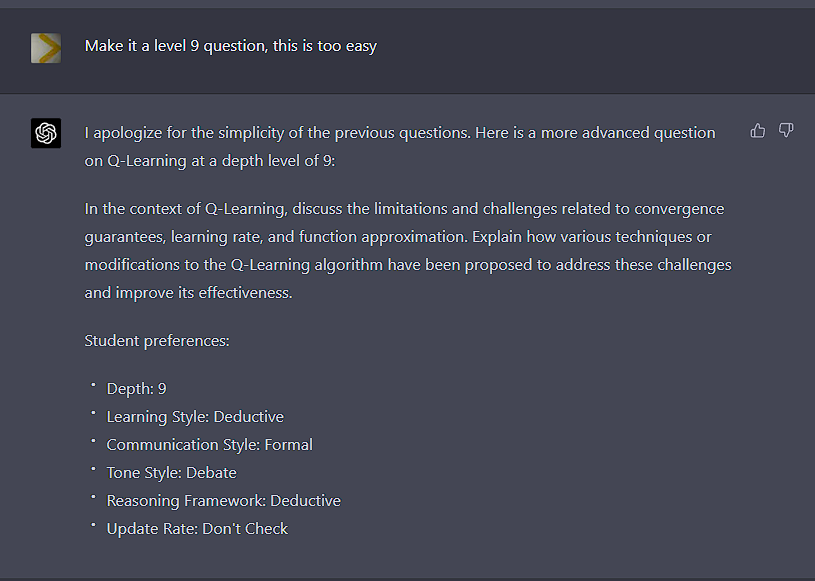 Make it a level 9 question, this is too easy
I apologize for the simplicity of the previous questions. Here is a more advanced question
on Q-Learning at a depth level of 9:
In the context of Q-Learning, discuss the limitations and challenges related to convergence
guarantees, learning rate, and function approximation. Explain how various techniques or
modifications to the Q-Learning algorithm have been proposed to address these challenges
and improve its effectiveness.
Student preferences:
• Depth: 9
• Learning Style: Deductive
• Communication Style: Formal
• Tone Style: Debate
• Reasoning Framework: Deductive
• Update Rate: Don't Check